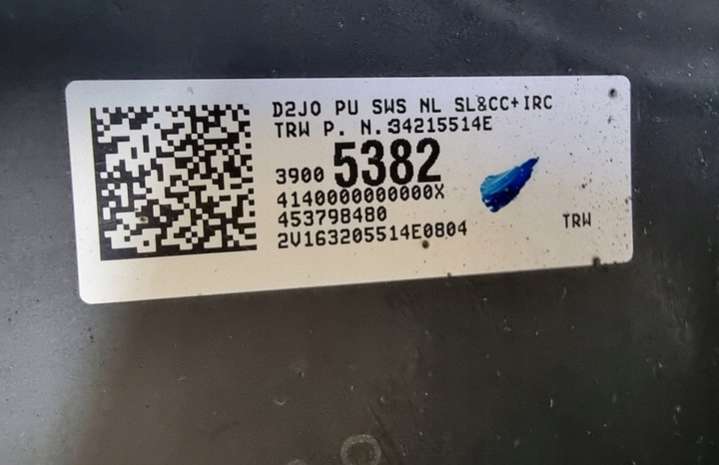 D2JO PU SWS NL SL&CC+IRC
TRW P. N.34215514E
3900 5382
4140000000000X
453798480
2V163205514E0804
TRW